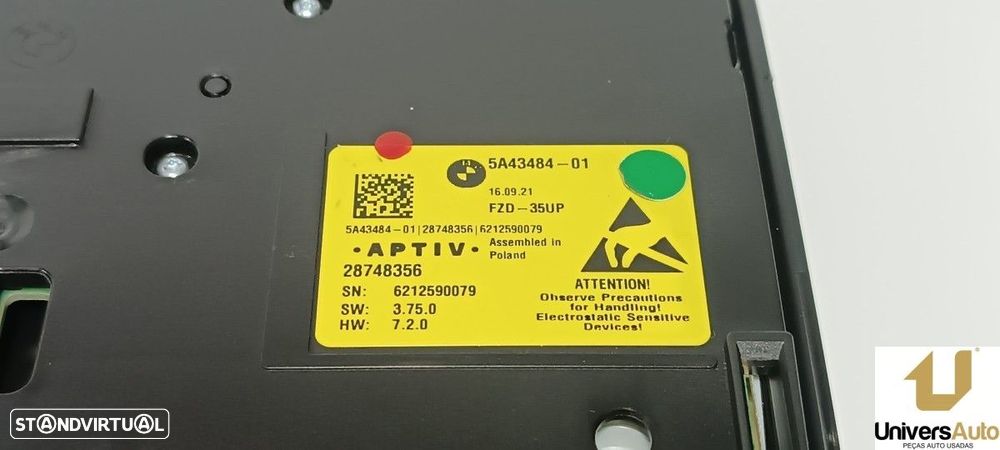 5A43484-01
16.09.21
FZD-35UP
5A43484-01|28748356|6212590079
• APTIV •
Assembled in
Poland
28748356
SN: 6212590079
SW: 3.75.0
HW: 7.2.0
ATTENTION!
Observe Precautions
for Handling!
Electrostatic Sensitive
Devices!
STANDVIRTUAL
UniversAuto
PEÇAS AUTO USADAS